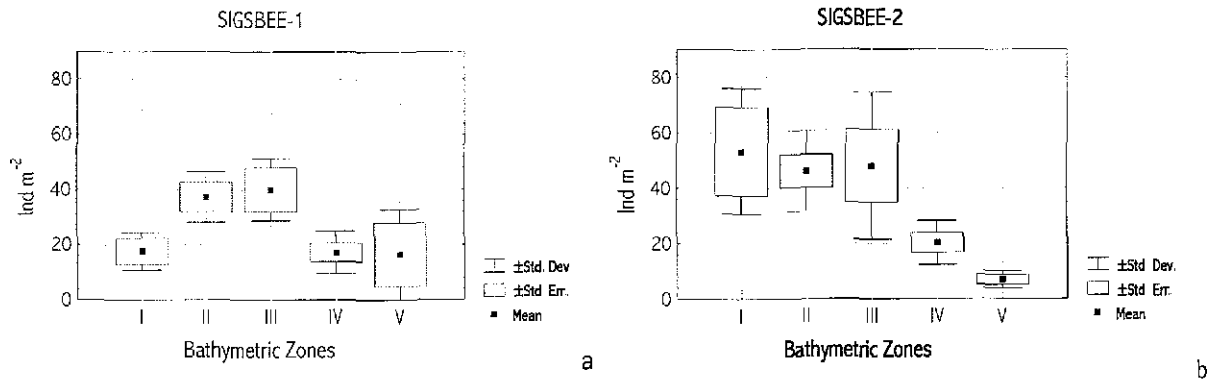 SIGSBEE-1
80
60
40
20
0
Ind m⁻²
I II III IV V
Bathymetric Zones
±Std. Dev
±Std Err.
Mean
a
SIGSBEE-2
80
60
40
20
0
Ind m⁻²
I II III IV V
Bathymetric Zones
±Std Dev.
±Std Err.
Mean
b